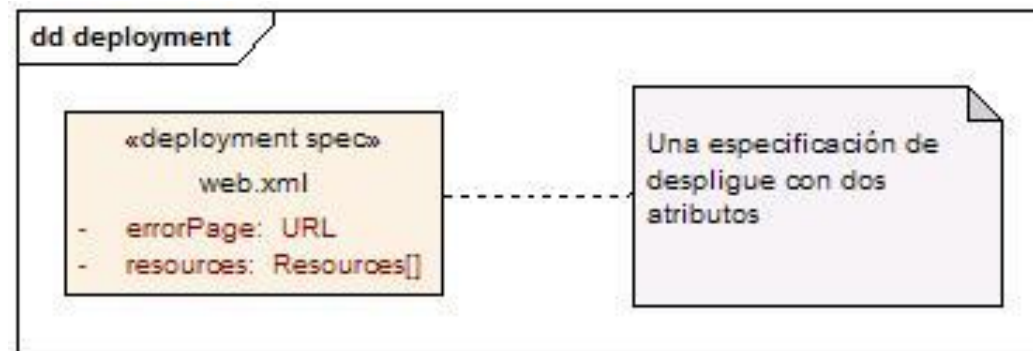 dd deployment
«deployment spec»
web.xml
- errorPage: URL
- resources: Resources[]
Una especificación de
despligue con dos
atributos